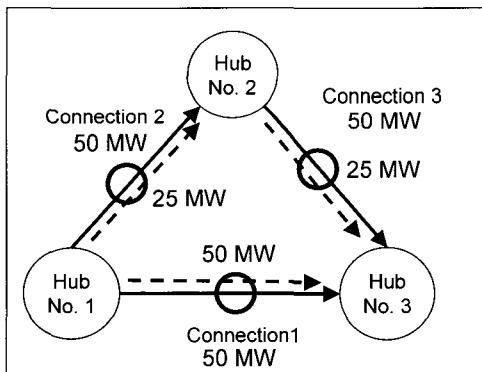 Hub
No. 2
Connection 2
50 MW
25 MW
Connection 3
50 MW
25 MW
50 MW
Hub
No. 1
Hub
No. 3
Connection1
50 MW